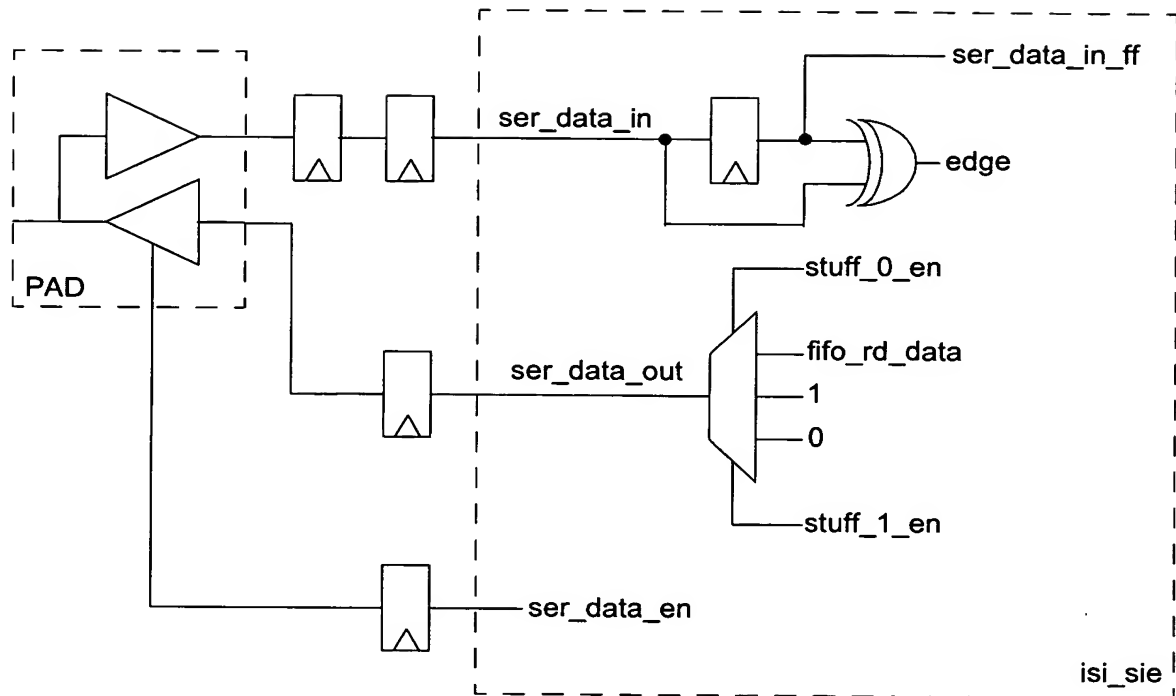 ser_data_in_ff
ser_data_in
edge
PAD
stuff_0_en
fifo_rd_data
ser_data_out
1
0
stuff_1_en
ser_data_en
isi_sie